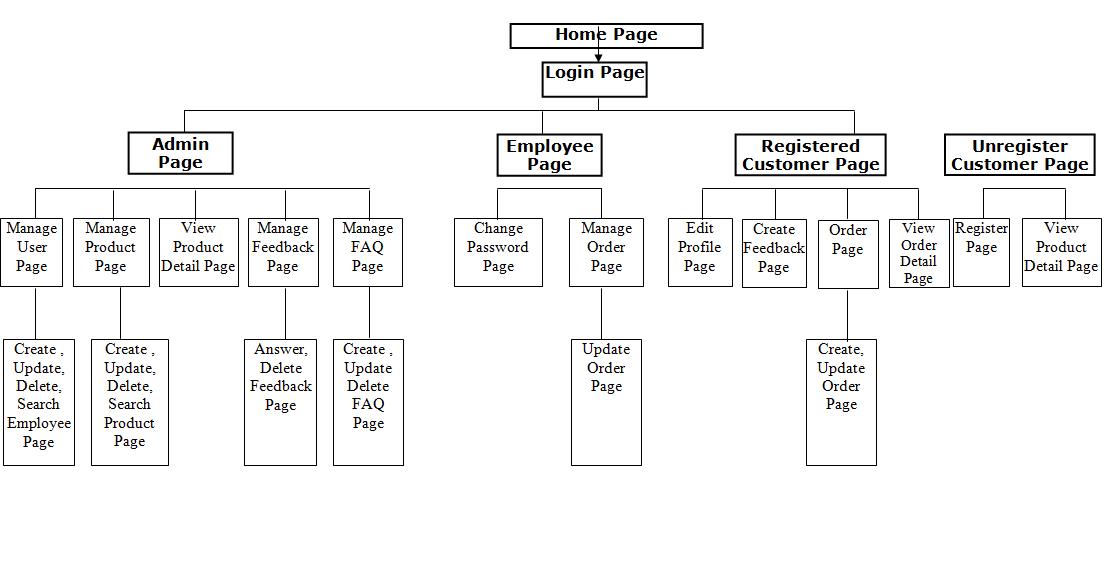 Home Page
Login Page
Admin
Page
Employee
Page
Registered
Customer Page
Unregister
Customer Page
Manage
User
Page
Manage
Product
Page
View
Product
Detail Page
Manage
Feedback
Page
Manage
FAQ
Page
Change
Password
Page
Manage
Order
Page
Edit
Profile
Page
Create
Feedback
Page
Order
Page
View
Order
Detail
Page
Register
Page
View
Product
Detail Page
Create ,
Update,
Delete,
Search
Employee
Page
Create ,
Update,
Delete,
Search
Product
Page
Answer,
Delete
Feedback
Page
Create ,
Update
Delete
FAQ
Page
Update
Order
Page
Create,
Update
Order
Page